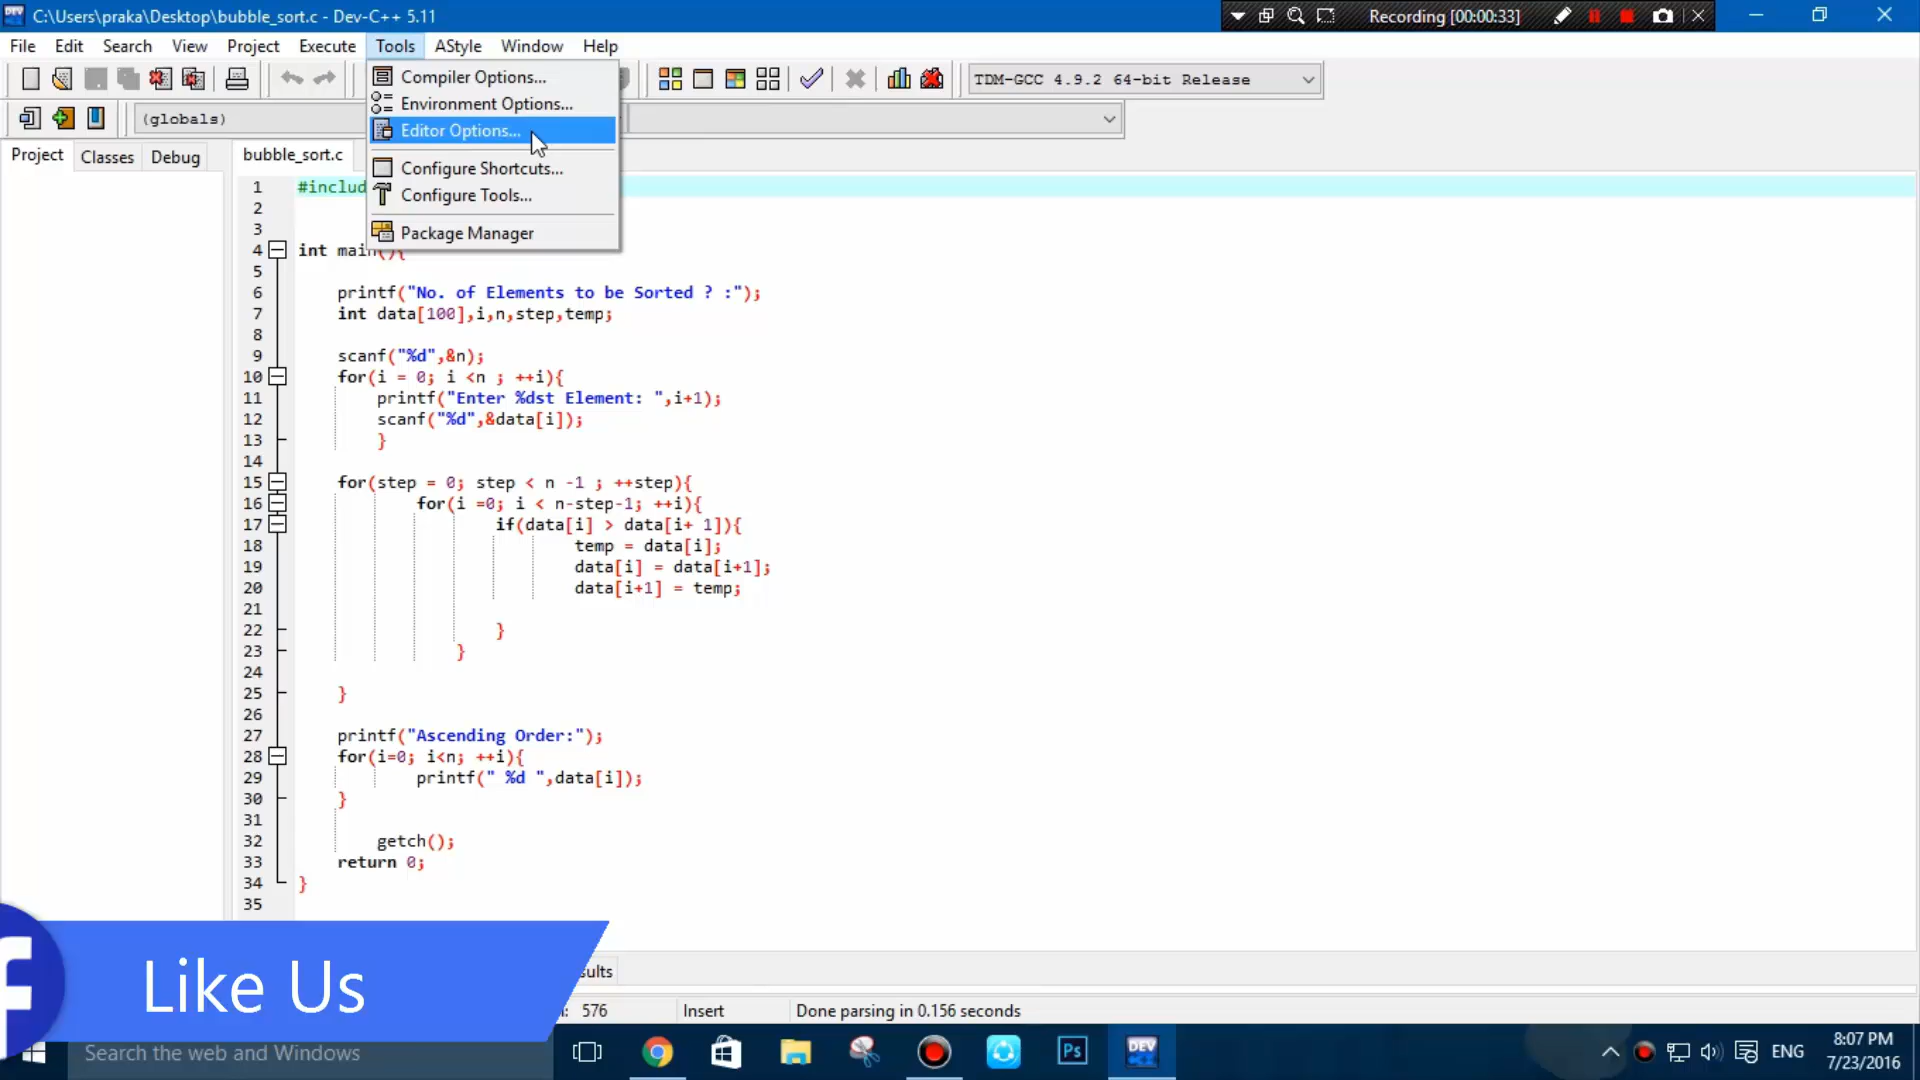 C:\Users\praka\Desktop\bubble_sort.c - Dev-C++ 5.11
Recording [00:00:33]
File Edit Search View Project Execute Tools AStyle Window Help
Compiler Options...
Environment Options...
Editor Options...
Configure Shortcuts...
Configure Tools...
Package Manager
TDM-GCC 4.9.2 64-bit Release
(globals)
Project Classes Debug
bubble_sort.c
1 #includ
2
3
4 int main(){
5
6 printf("No. of Elements to be Sorted ? :");
7 int data[100],i,n,step,temp;
8
9 scanf("%d",&n);
10 for(i = 0; i <n ; ++i){
11 printf("Enter %dst Element: ",i+1);
12 scanf("%d",&data[i]);
13 }
14
15 for(step = 0; step < n -1 ; ++step){
16 for(i =0; i < n-step-1; ++i){
17 if(data[i] > data[i+ 1]){
18 temp = data[i];
19 data[i] = data[i+1];
20 data[i+1] = temp;
21
22 }
23 }
24
25 }
26
27 printf("Ascending Order:");
28 for(i=0; i<n; ++i){
29 printf(" %d ",data[i]);
30 }
31
32 getch();
33 return 0;
34 }
35
Like Us
576 Insert Done parsing in 0.156 seconds
Search the web and Windows
Ps
DEV
ENG
8:07 PM
7/23/2016